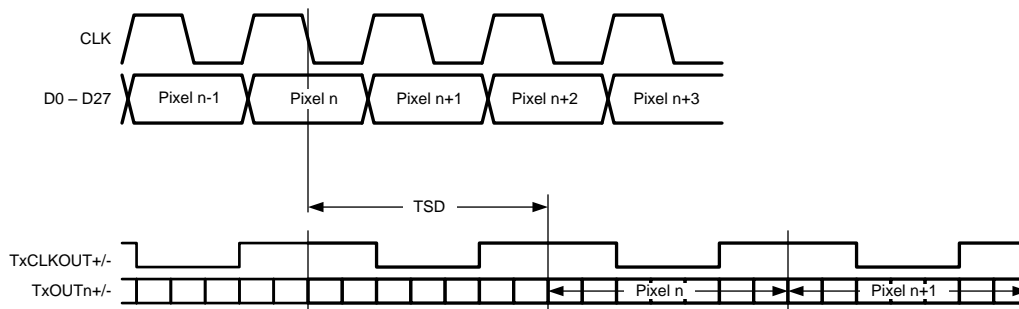 CLK
D0 – D27
Pixel n-1 Pixel n Pixel n+1 Pixel n+2 Pixel n+3
TSD
TxCLKOUT+/-
TxOUTn+/-
Pixel n Pixel n+1